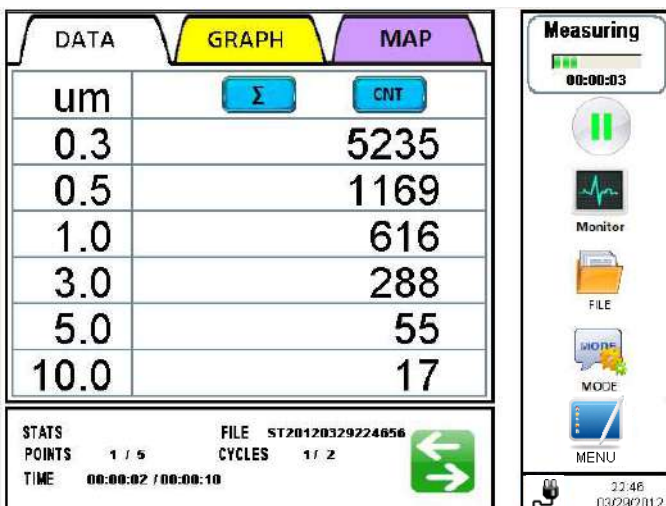 DATA GRAPH MAP
um Σ CNT
0.3 5235
0.5 1169
1.0 616
3.0 288
5.0 55
10.0 17
STATS FILE ST20120329224656
POINTS 1 / 5 CYCLES 1 / 2
TIME 00:00:02 / 00:00:10
Measuring
00:00:03
Monitor
FILE
MODE
MODE
MENU
22:46
03/29/2012